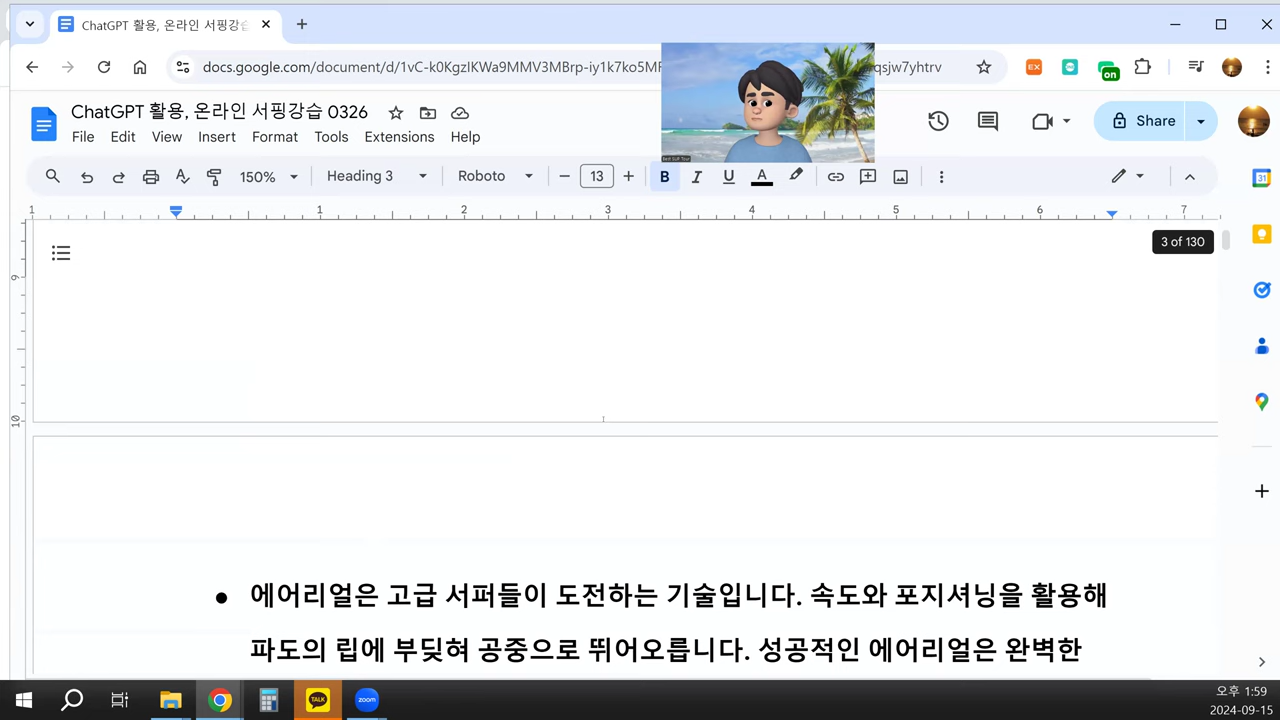 ChatGPT 활용, 온라인 서핑강습
docs.google.com/document/d/1vC-k0KgzIKWa9MMV3MBrp-iy1k7ko5MF
qsjw7yhtrv
EX
on
ChatGPT 활용, 온라인 서핑강습 0326
File Edit View Insert Format Tools Extensions Help
Share
150% Heading 3 Roboto 13 B I U A
1 1 2 3 4 5 6 7
3 of 130
9
10
● 에어리얼은 고급 서퍼들이 도전하는 기술입니다. 속도와 포지셔닝을 활용해
파도의 립에 부딪혀 공중으로 뛰어오릅니다. 성공적인 에어리얼은 완벽한
31
TALK
zoom
오후 1:59
2024-09-15